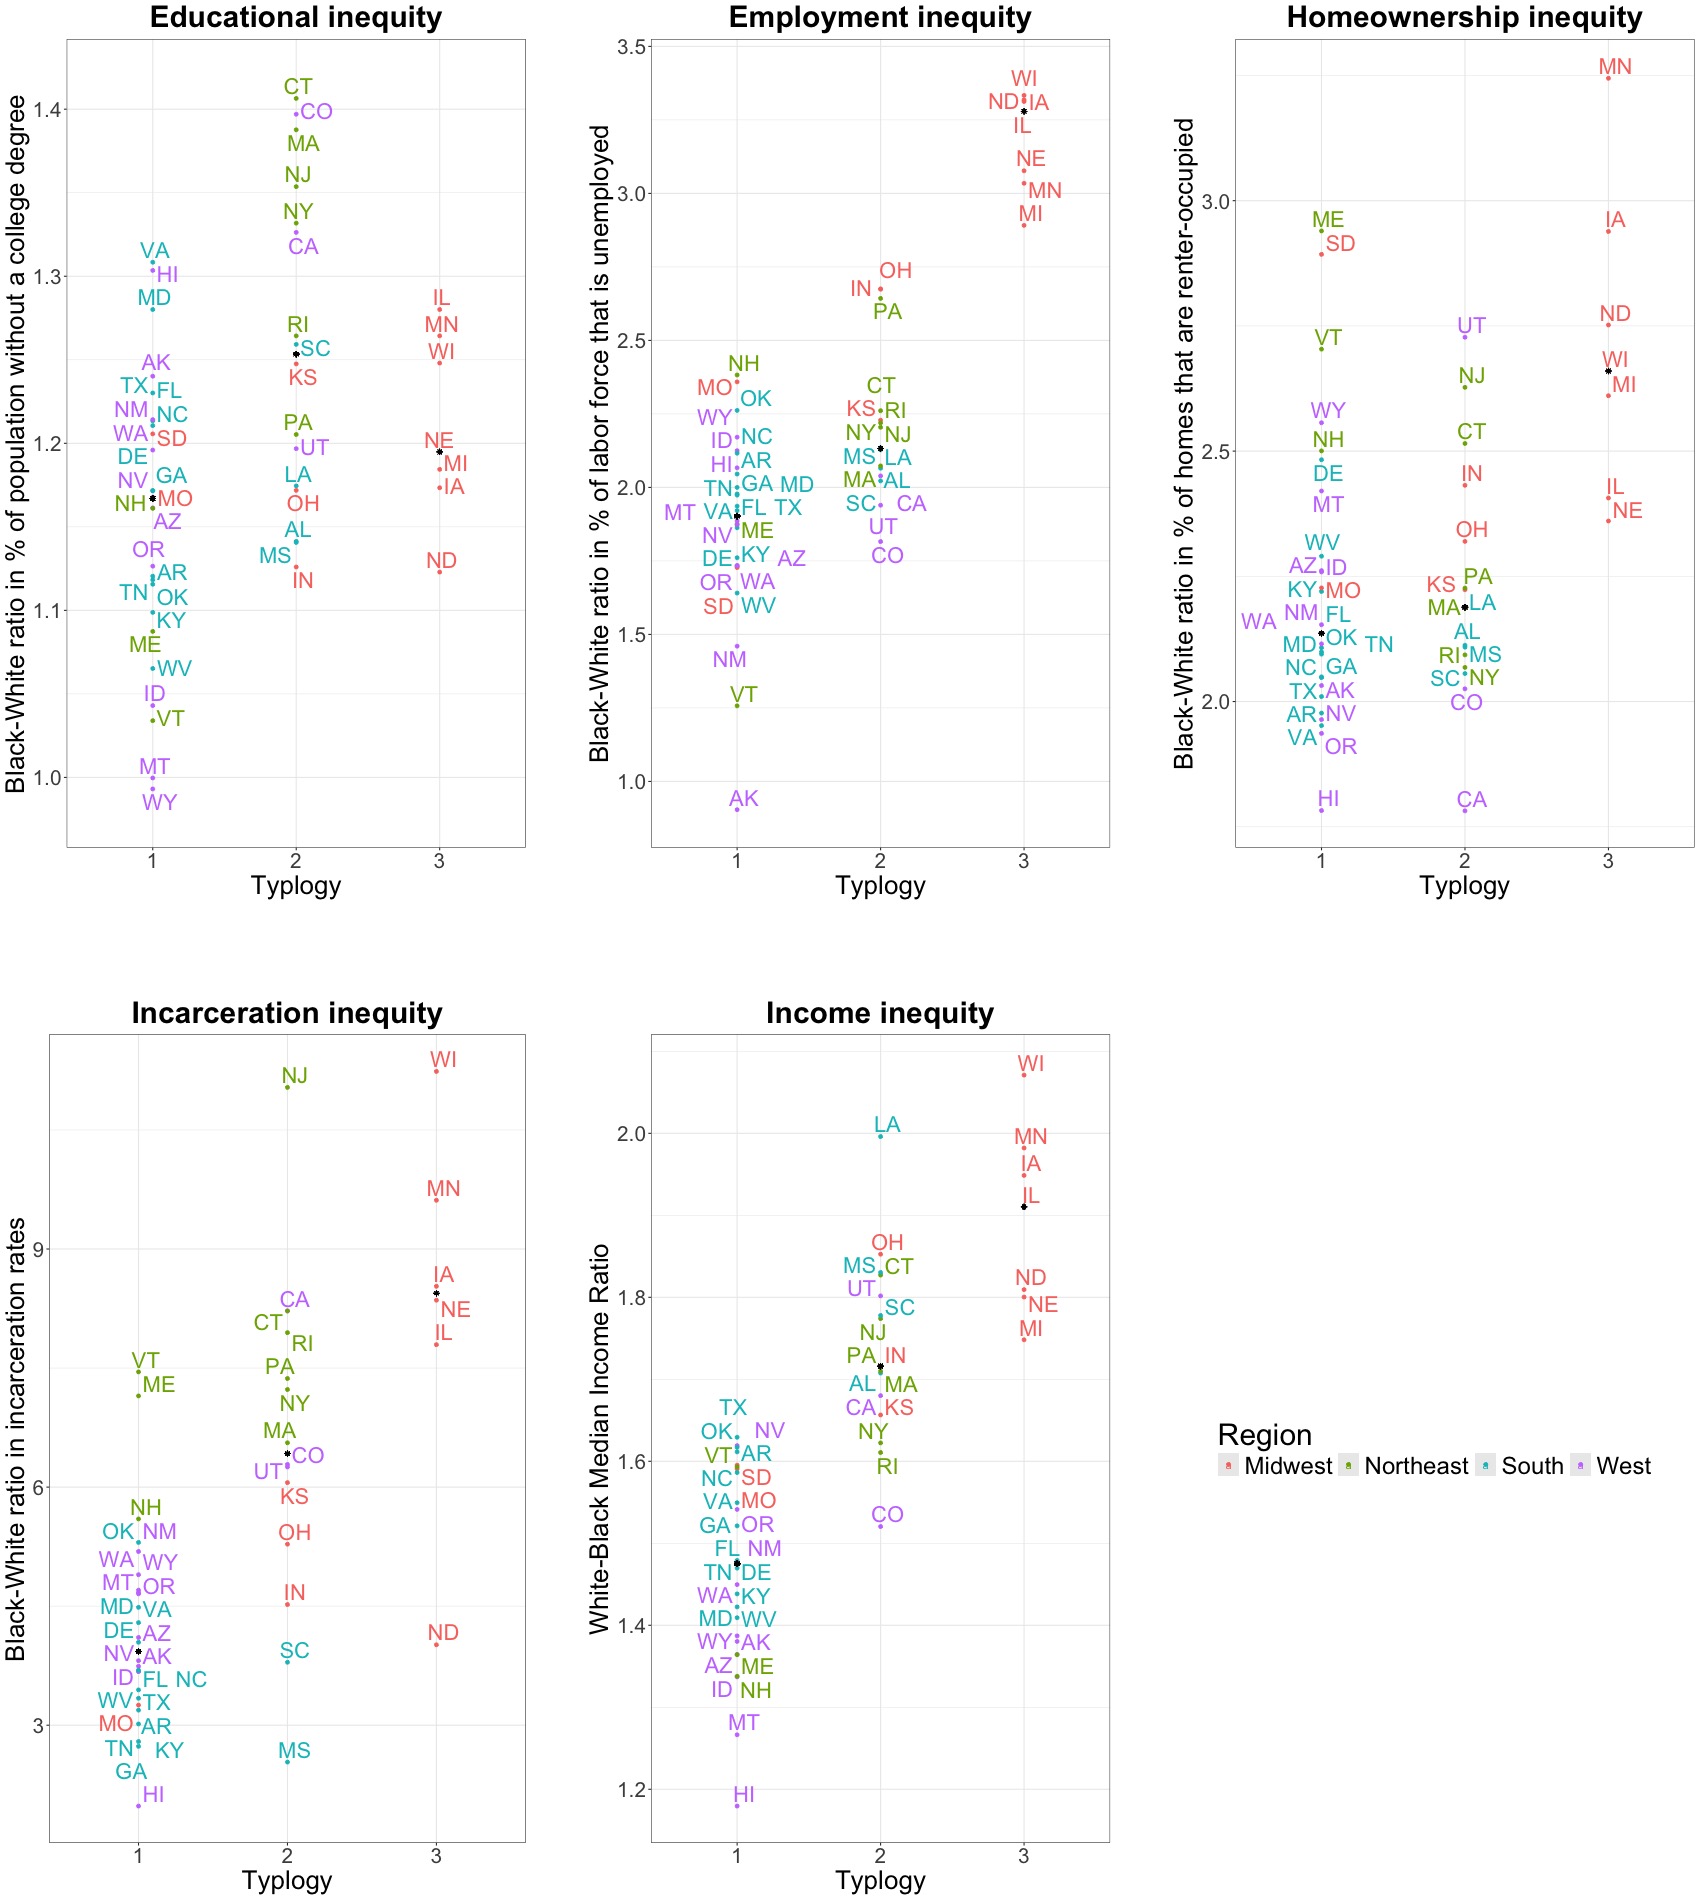 Educational inequity
Employment inequity
Homeownership inequity
Black-White ratio in % of population without a college degree
1.4
1.3
1.2
1.1
1.0
CT
CO
MA
NJ
NY
CA
VA
HI
MD
IL
RI
MN
SC
WI
AK
KS
TX FL
NM NC
PA
WA SD
NE
UT
DE
MI
GA
LA
NV
IA
NH MO
OH
AZ
AL
OR
MS
ND
AR
IN
TN
OK
KY
ME
WV
ID
VT
MT
WY
1 2 3
Typlogy
Black-White ratio in % of labor force that is unemployed
3.5
3.0
2.5
2.0
1.5
1.0
WI
ND IA
IL
NE
MN
MI
OH
IN
PA
NH
MO
CT
OK
KS RI
WY
NY NJ
ID NC
MS LA
HI AR
MA AL
TN GA MD
SC CA
MT VA FL TX
UT
NV ME
CO
DE KY AZ
OR WA
SD WV
NM
VT
AK
1 2 3
Typlogy
Black-White ratio in % of homes that are renter-occupied
3.0
2.5
2.0
MN
ME
IA
SD
UT
ND
VT
WI
NJ
MI
WY
CT
NH
DE
IN
IL
MT
NE
OH
WV
AZ ID
PA
KY MO
KS
NM FL
MA LA
WA
AL
MD OK TN
RI MS
NC GA
SC NY
TX AK
CO
AR NV
VA OR
HI
CA
1 2 3
Typlogy
Incarceration inequity
Income inequity
Black-White ratio in incarceration rates
9
6
3
WI
NJ
MN
IA
CA
NE
CT
IL
RI
VT
PA
ME
NY
MA
CO
UT
KS
NH
OK NM
OH
WA WY
MT OR
IN
MD VA
DE AZ
ND
NV AK
SC
ID FL NC
WV TX
MO AR
TN KY
MS
GA
HI
1 2 3
Typlogy
White-Black Median Income Ratio
2.0
1.8
1.6
1.4
1.2
WI
LA
MN
IA
IL
OH
MS CT
ND
UT
NE
SC
NJ
MI
PA IN
AL MA
TX
CA KS
OK NV
NY
VT AR
RI
NC SD
VA MO
CO
GA OR
FL NM
TN DE
WA KY
MD WV
WY AK
AZ ME
ID NH
MT
HI
1 2 3
Typlogy
Region
Midwest Northeast South West